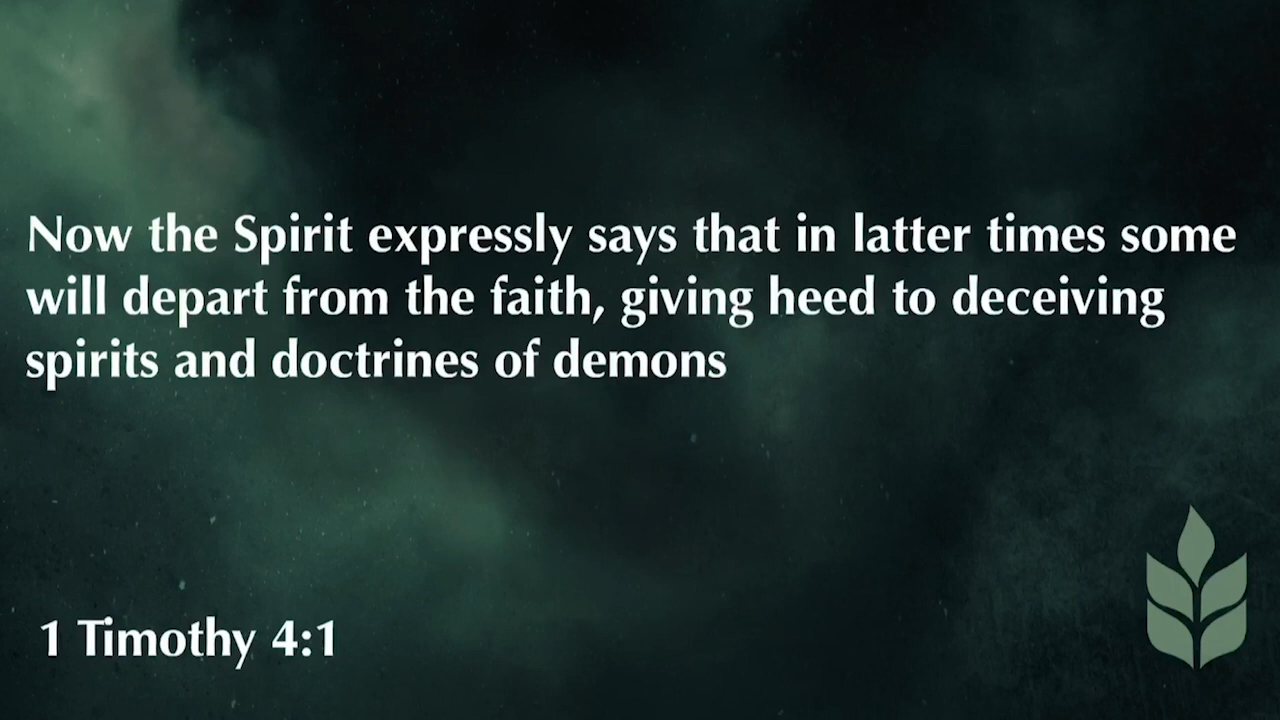 Now the Spirit expressly says that in latter times some
will depart from the faith, giving heed to deceiving
spirits and doctrines of demons
1 Timothy 4:1